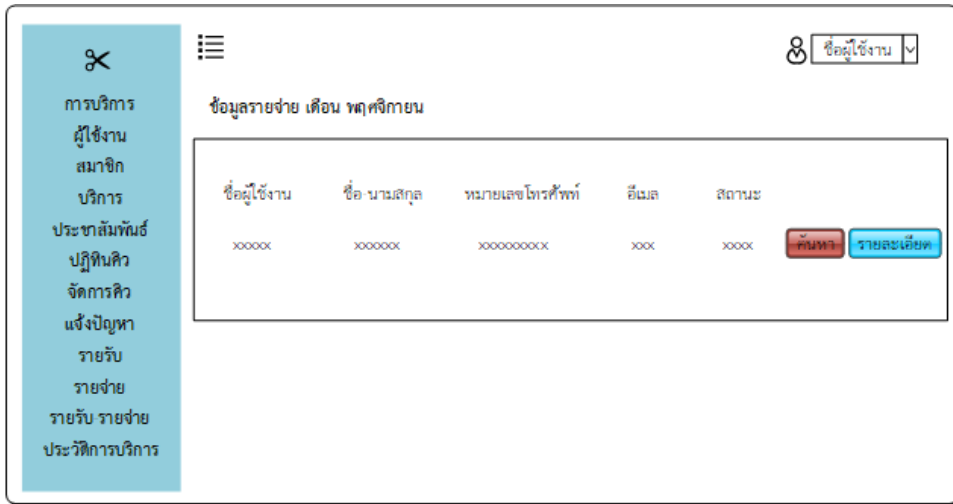 การบริการ
ผู้ใช้งาน
สมาชิก
บริการ
ประชาสัมพันธ์
ปฏิทินคิว
จัดการคิว
แจ้งปัญหา
รายรับ
รายจ่าย
รายรับ รายจ่าย
ประวัติการบริการ
ชื่อผู้ใช้งาน
ข้อมูลรายจ่าย เดือน พฤศจิกายน
ชื่อผู้ใช้งาน ชื่อ นามสกุล หมายเลขโทรศัพท์ อีเมล สถานะ
xxxxx xxxxxx xxxxxxxxx xxx xxxx ค้นหา รายละเอียด